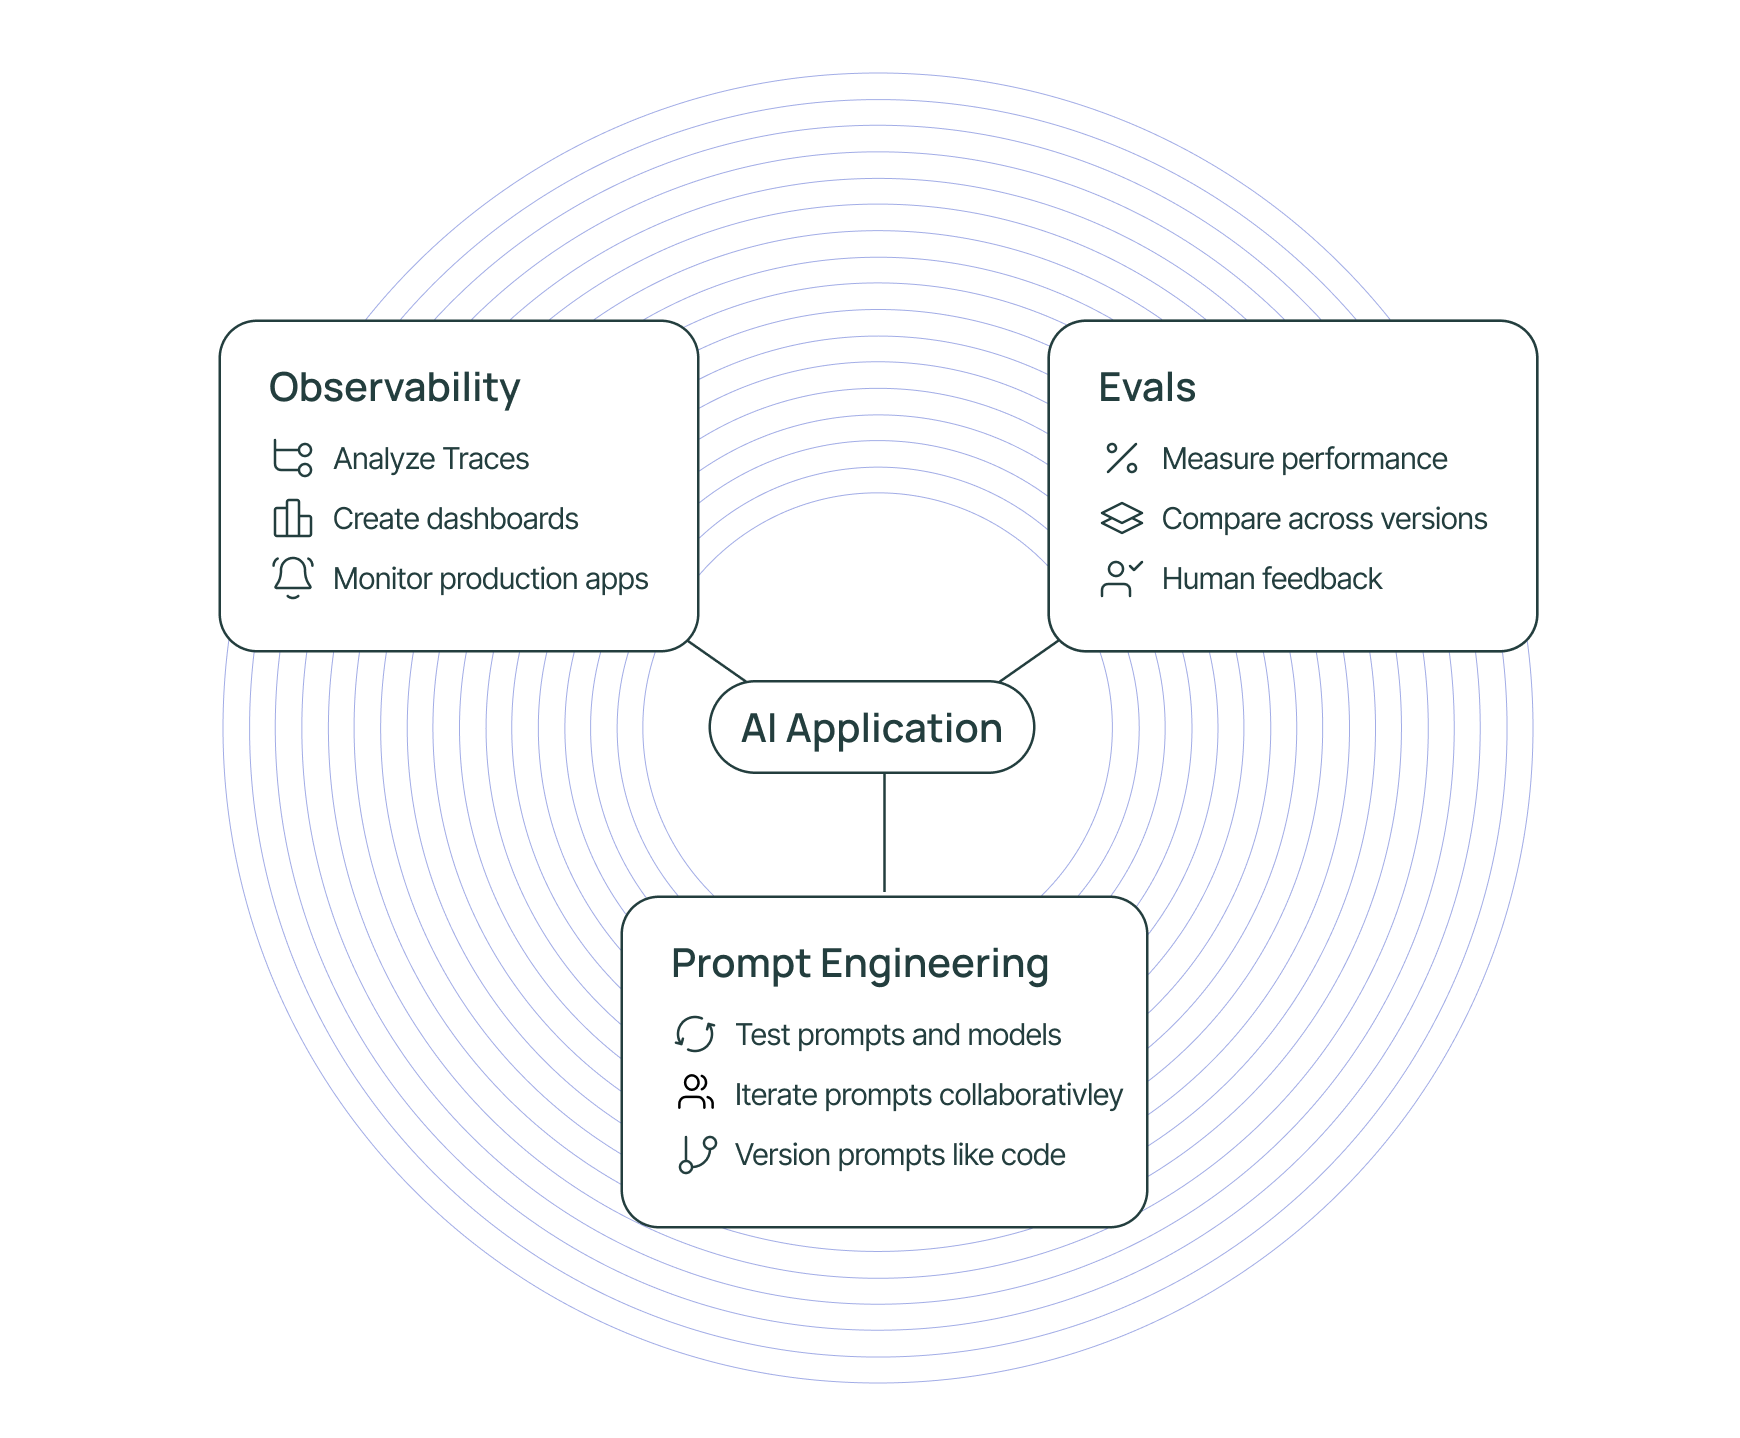 Observability
Analyze Traces
Create dashboards
Monitor production apps
Evals
Measure performance
Compare across versions
Human feedback
AI Application
Prompt Engineering
Test prompts and models
Iterate prompts collaborativley
Version prompts like code